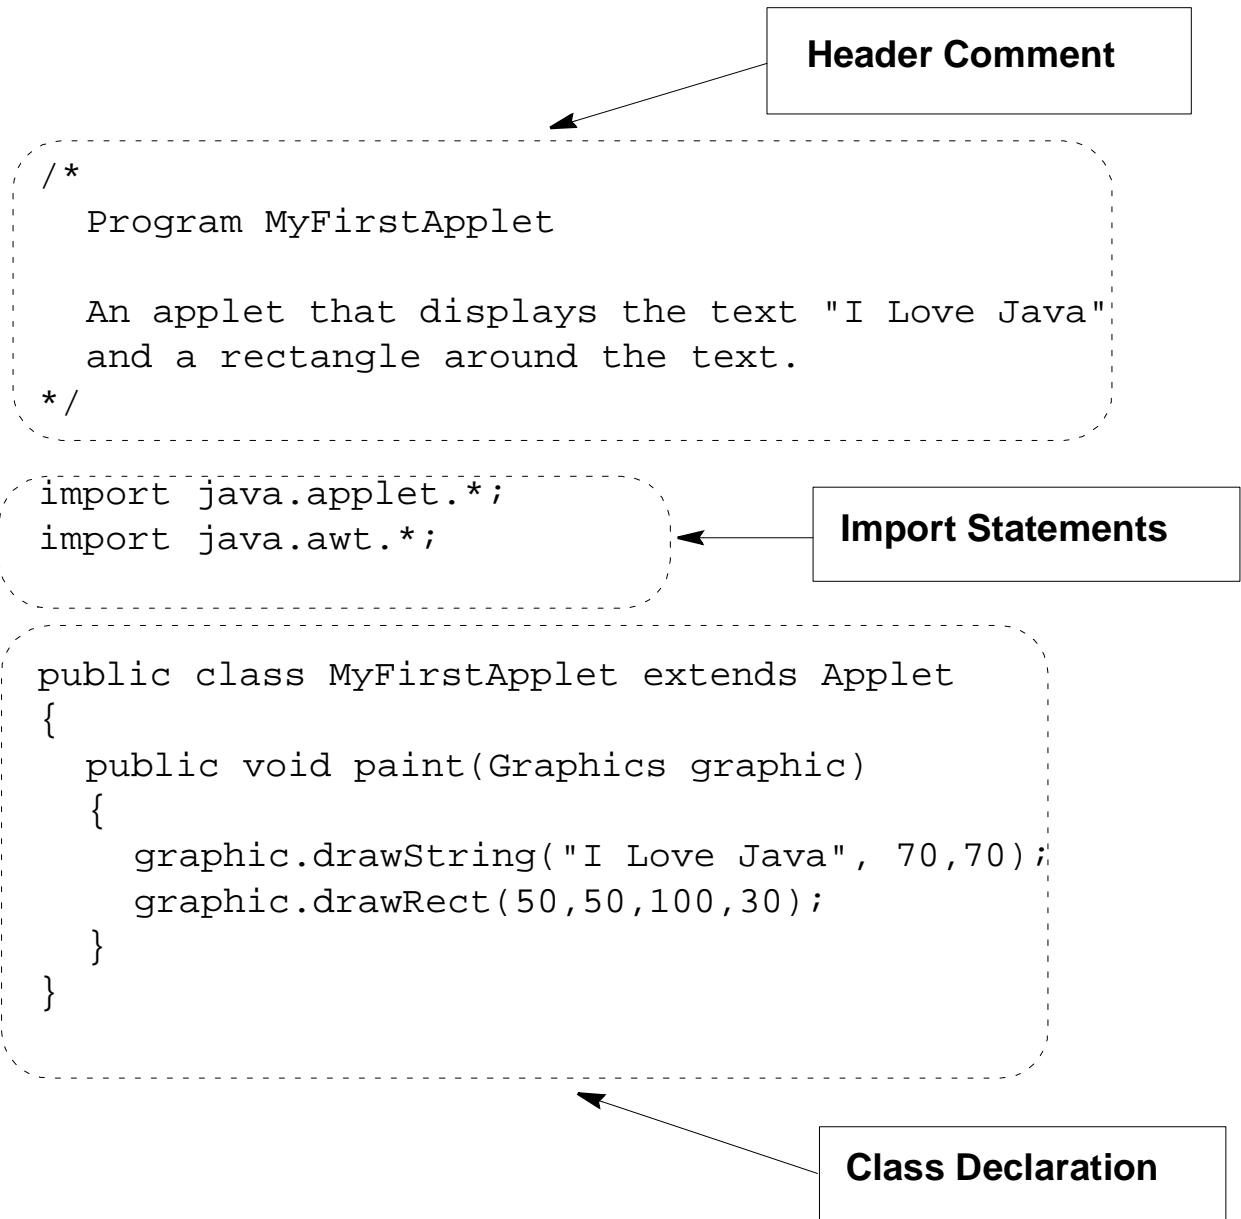 Header Comment
/*
Program MyFirstApplet
An applet that displays the text "I Love Java"
and a rectangle around the text.
*/
import java.applet.*;
import java.awt.*;
Import Statements
public class MyFirstApplet extends Applet
{
public void paint(Graphics graphic)
{
graphic.drawString("I Love Java", 70,70);
graphic.drawRect(50,50,100,30);
}
}
Class Declaration